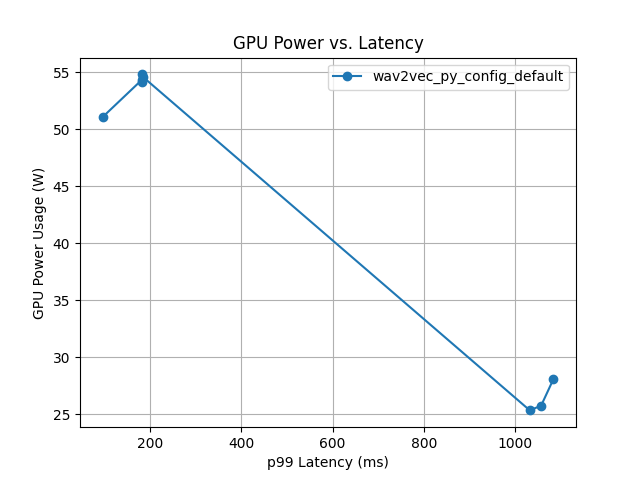 GPU Power vs. Latency
wav2vec_py_config_default
55
50
45
40
35
30
25
GPU Power Usage (W)
200 400 600 800 1000
p99 Latency (ms)